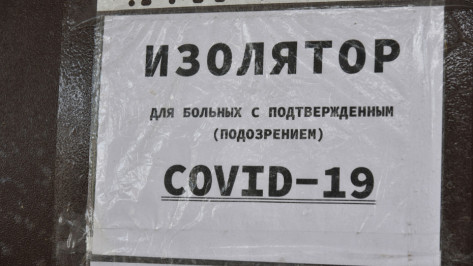 ИЗОЛЯТОР
ДЛЯ БОЛЬНЫХ С ПОДТВЕРЖДЕННЫМ
(ПОДОЗРЕНИЕМ)
COVID-19